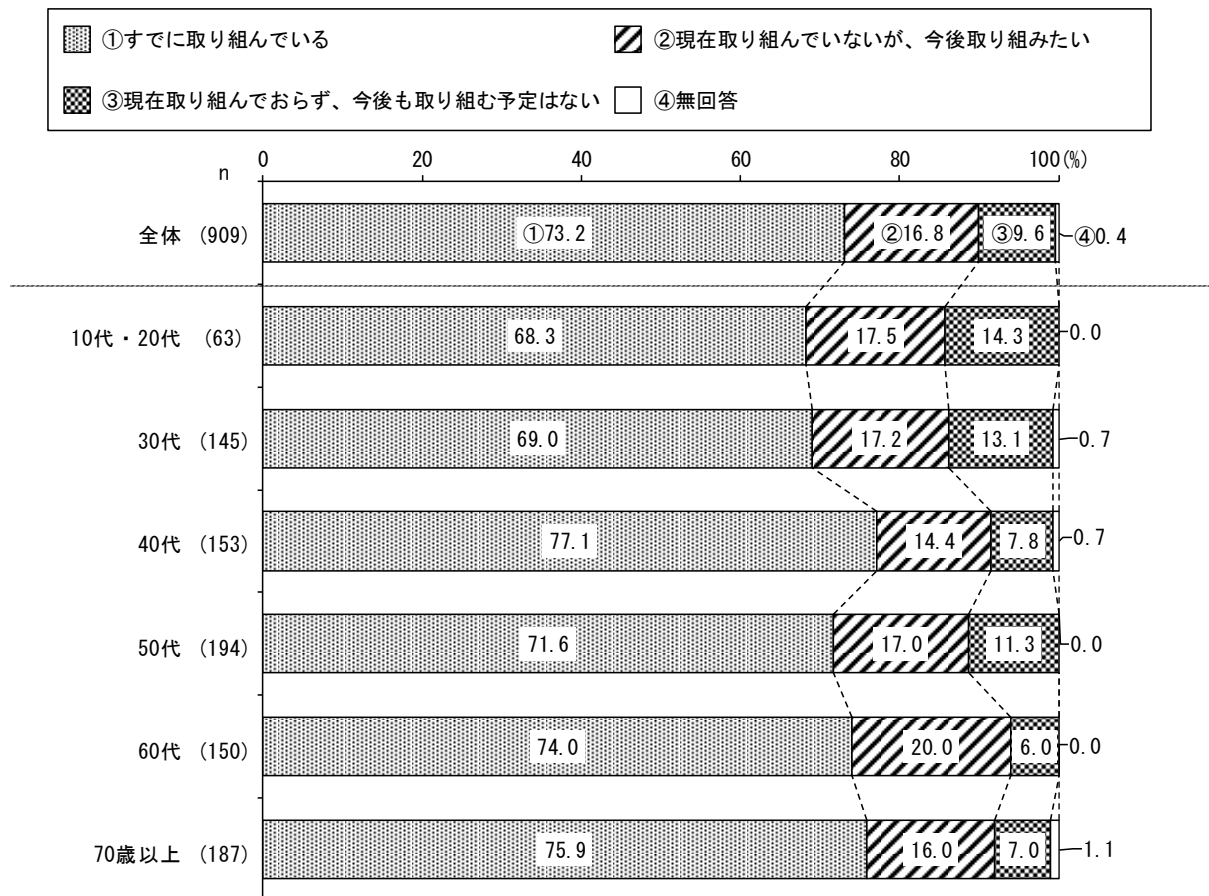 ①すでに取り組んでいる ②現在取り組んでいないが、今後取り組みたい
③現在取り組んでおらず、今後も取り組む予定はない ④無回答
0 20 40 60 80 100(%)
n
全体 (909) ①73.2 ②16.8 ③9.6 ④0.4
10代・20代 (63) 68.3 17.5 14.3 0.0
30代 (145) 69.0 17.2 13.1 0.7
40代 (153) 77.1 14.4 7.8 0.7
50代 (194) 71.6 17.0 11.3 0.0
60代 (150) 74.0 20.0 6.0 0.0
70歳以上 (187) 75.9 16.0 7.0 1.1